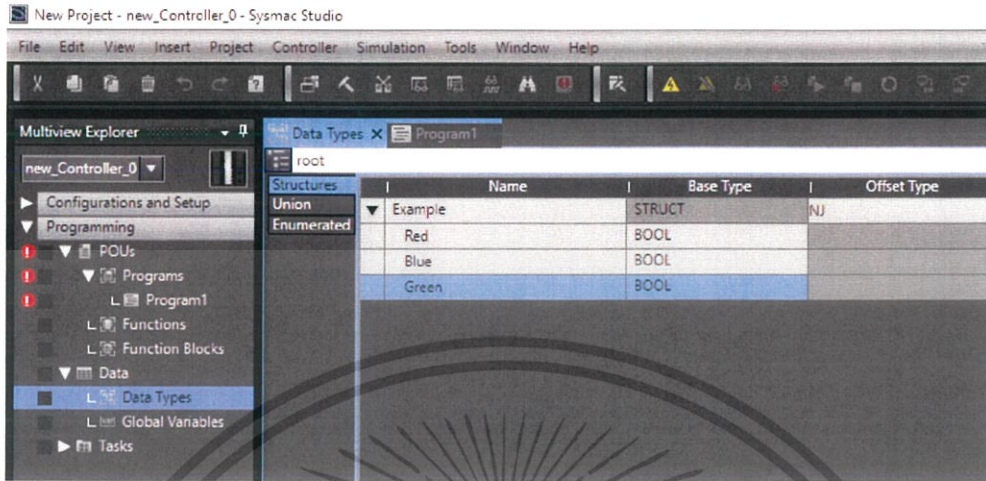 New Project - new_Controller_0 - Sysmac Studio
File Edit View Insert Project Controller Simulation Tools Window Help
Multiview Explorer
new_Controller_0
Configurations and Setup
Programming
POUs
Programs
Program1
Functions
Function Blocks
Data
Data Types
Global Variables
Tasks
Data Types Program1
root
Structures
Union
Enumerated
Name Base Type Offset Type
Example STRUCT NJ
Red BOOL
Blue BOOL
Green BOOL